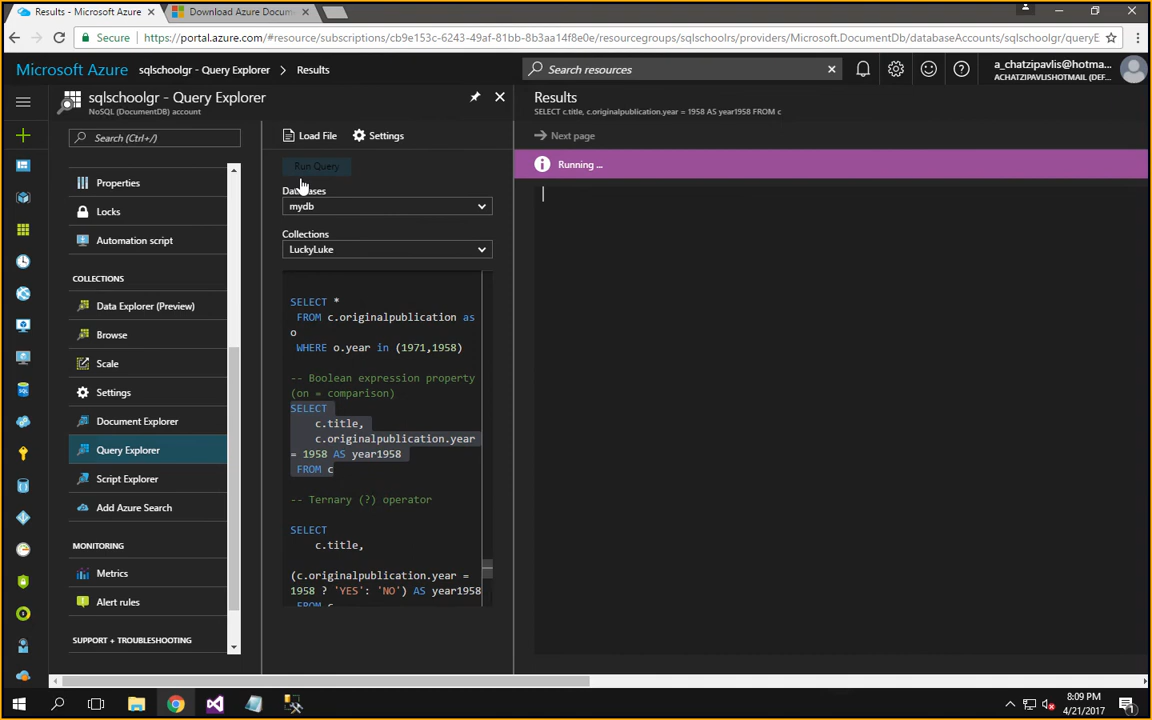 Results - Microsoft Azure
Download Azure Docum
Secure
https://portal.azure.com/#resource/subscriptions/cb9e153c-6243-49af-81bb-8b3aa14f8e0e/resourcegroups/sqlschoolrs/providers/Microsoft.DocumentDb/databaseAccounts/sqlschoolgr/queryE
Microsoft Azure
sqlschoolgr - Query Explorer
Results
Search resources
a_chatzipavlis@hotma...
ACHATZIPAVLISHOTMAIL (DEF...
sqlschoolgr - Query Explorer
NoSQL (DocumentDB) account
Search (Ctrl+/)
Properties
Locks
Automation script
COLLECTIONS
Data Explorer (Preview)
Browse
Scale
Settings
Document Explorer
Query Explorer
Script Explorer
Add Azure Search
MONITORING
Metrics
Alert rules
SUPPORT + TROUBLESHOOTING
Load File
Settings
Run Query
Databases
mydb
Collections
LuckyLuke
SELECT *
FROM c.originalpublication as
o
WHERE o.year in (1971,1958)
-- Boolean expression property
(on = comparison)
SELECT
c.title,
c.originalpublication.year
= 1958 AS year1958
FROM c
-- Ternary (?) operator
SELECT
c.title,
(c.originalpublication.year =
1958 ? 'YES': 'NO') AS year1958
FROM c
Results
SELECT c.title, c.originalpublication.year = 1958 AS year1958 FROM c
Next page
Running ...
8:09 PM
4/21/2017